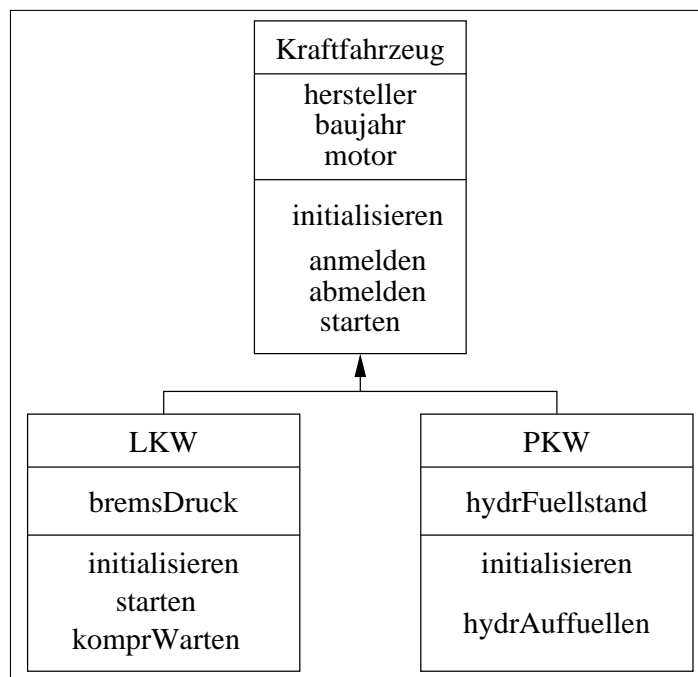 Kraftfahrzeug
hersteller
baujahr
motor
initialisieren
anmelden
abmelden
starten
LKW
bremsDruck
initialisieren
starten
komprWarten
PKW
hydrFuellstand
initialisieren
hydrAuffuellen